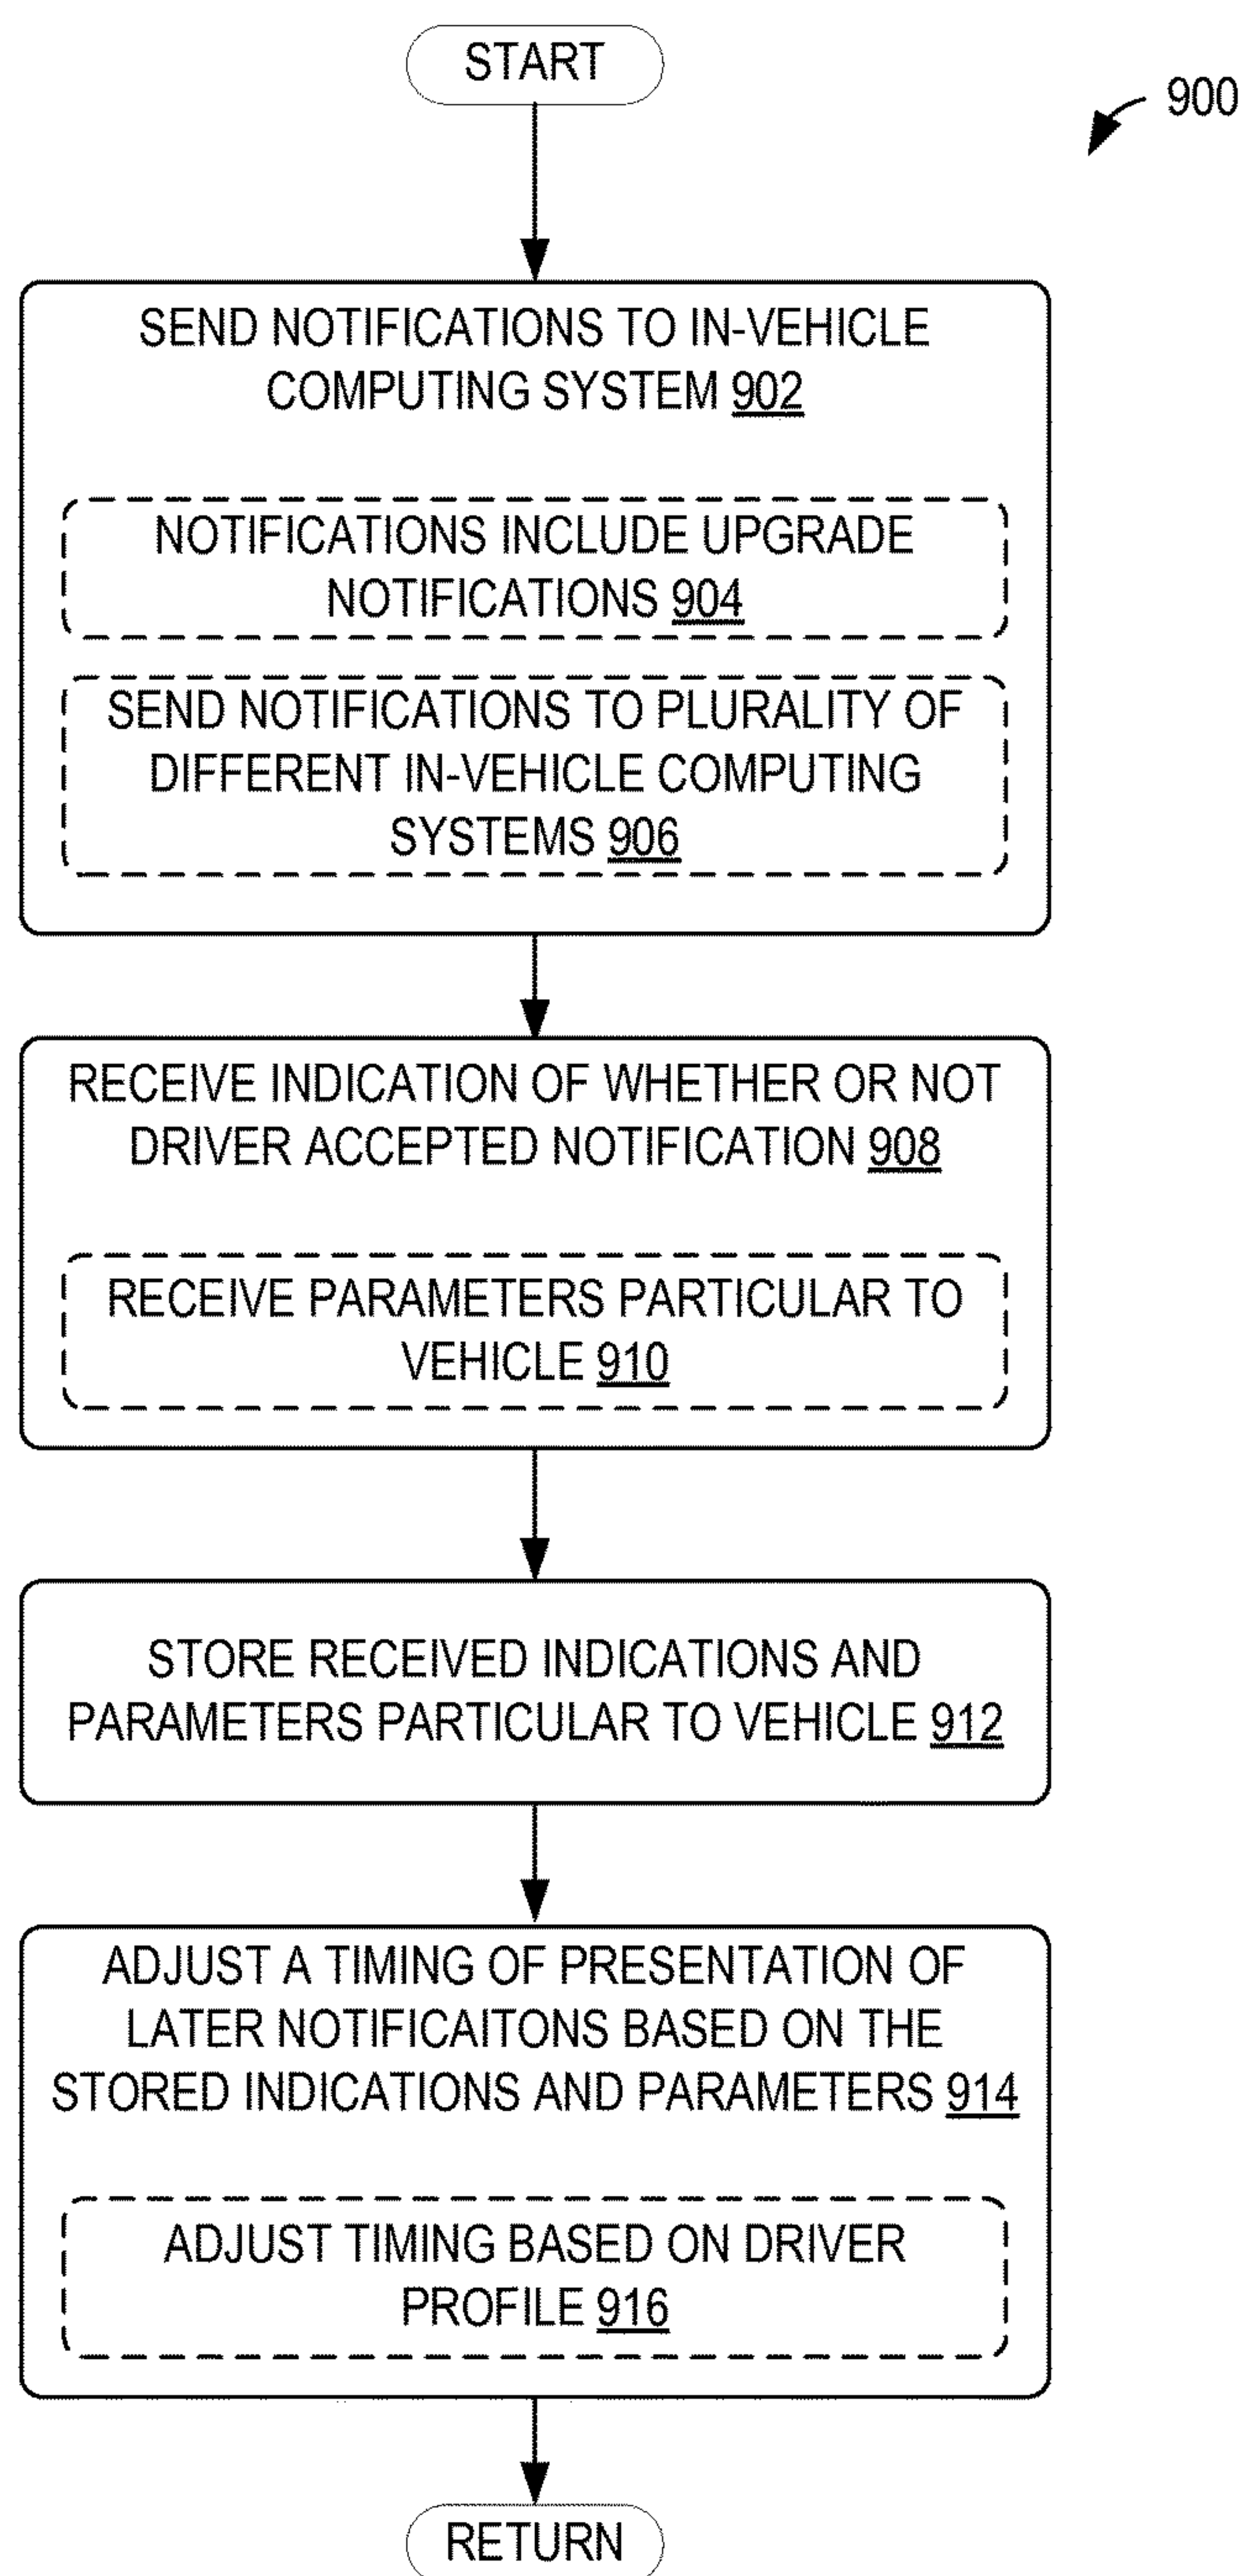 START
900
SEND NOTIFICATIONS TO IN-VEHICLE
COMPUTING SYSTEM 902
NOTIFICATIONS INCLUDE UPGRADE
NOTIFICATIONS 904
SEND NOTIFICATIONS TO PLURALITY OF
DIFFERENT IN-VEHICLE COMPUTING
SYSTEMS 906
RECEIVE INDICATION OF WHETHER OR NOT
DRIVER ACCEPTED NOTIFICATION 908
RECEIVE PARAMETERS PARTICULAR TO
VEHICLE 910
STORE RECEIVED INDICATIONS AND
PARAMETERS PARTICULAR TO VEHICLE 912
ADJUST A TIMING OF PRESENTATION OF
LATER NOTIFICAITONS BASED ON THE
STORED INDICATIONS AND PARAMETERS 914
ADJUST TIMING BASED ON DRIVER
PROFILE 916
RETURN